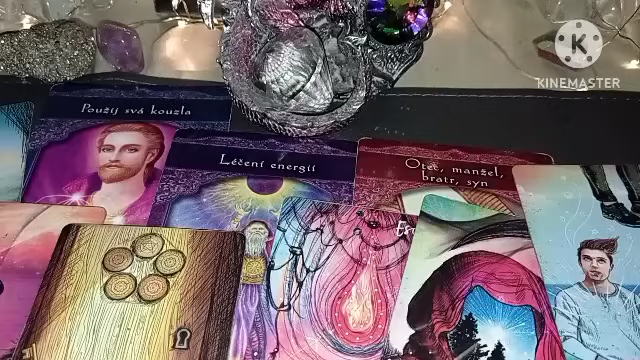 KINEMASTER
Použij svá kouzla
Léčení energií
Otec, manžel,
bratr, syn